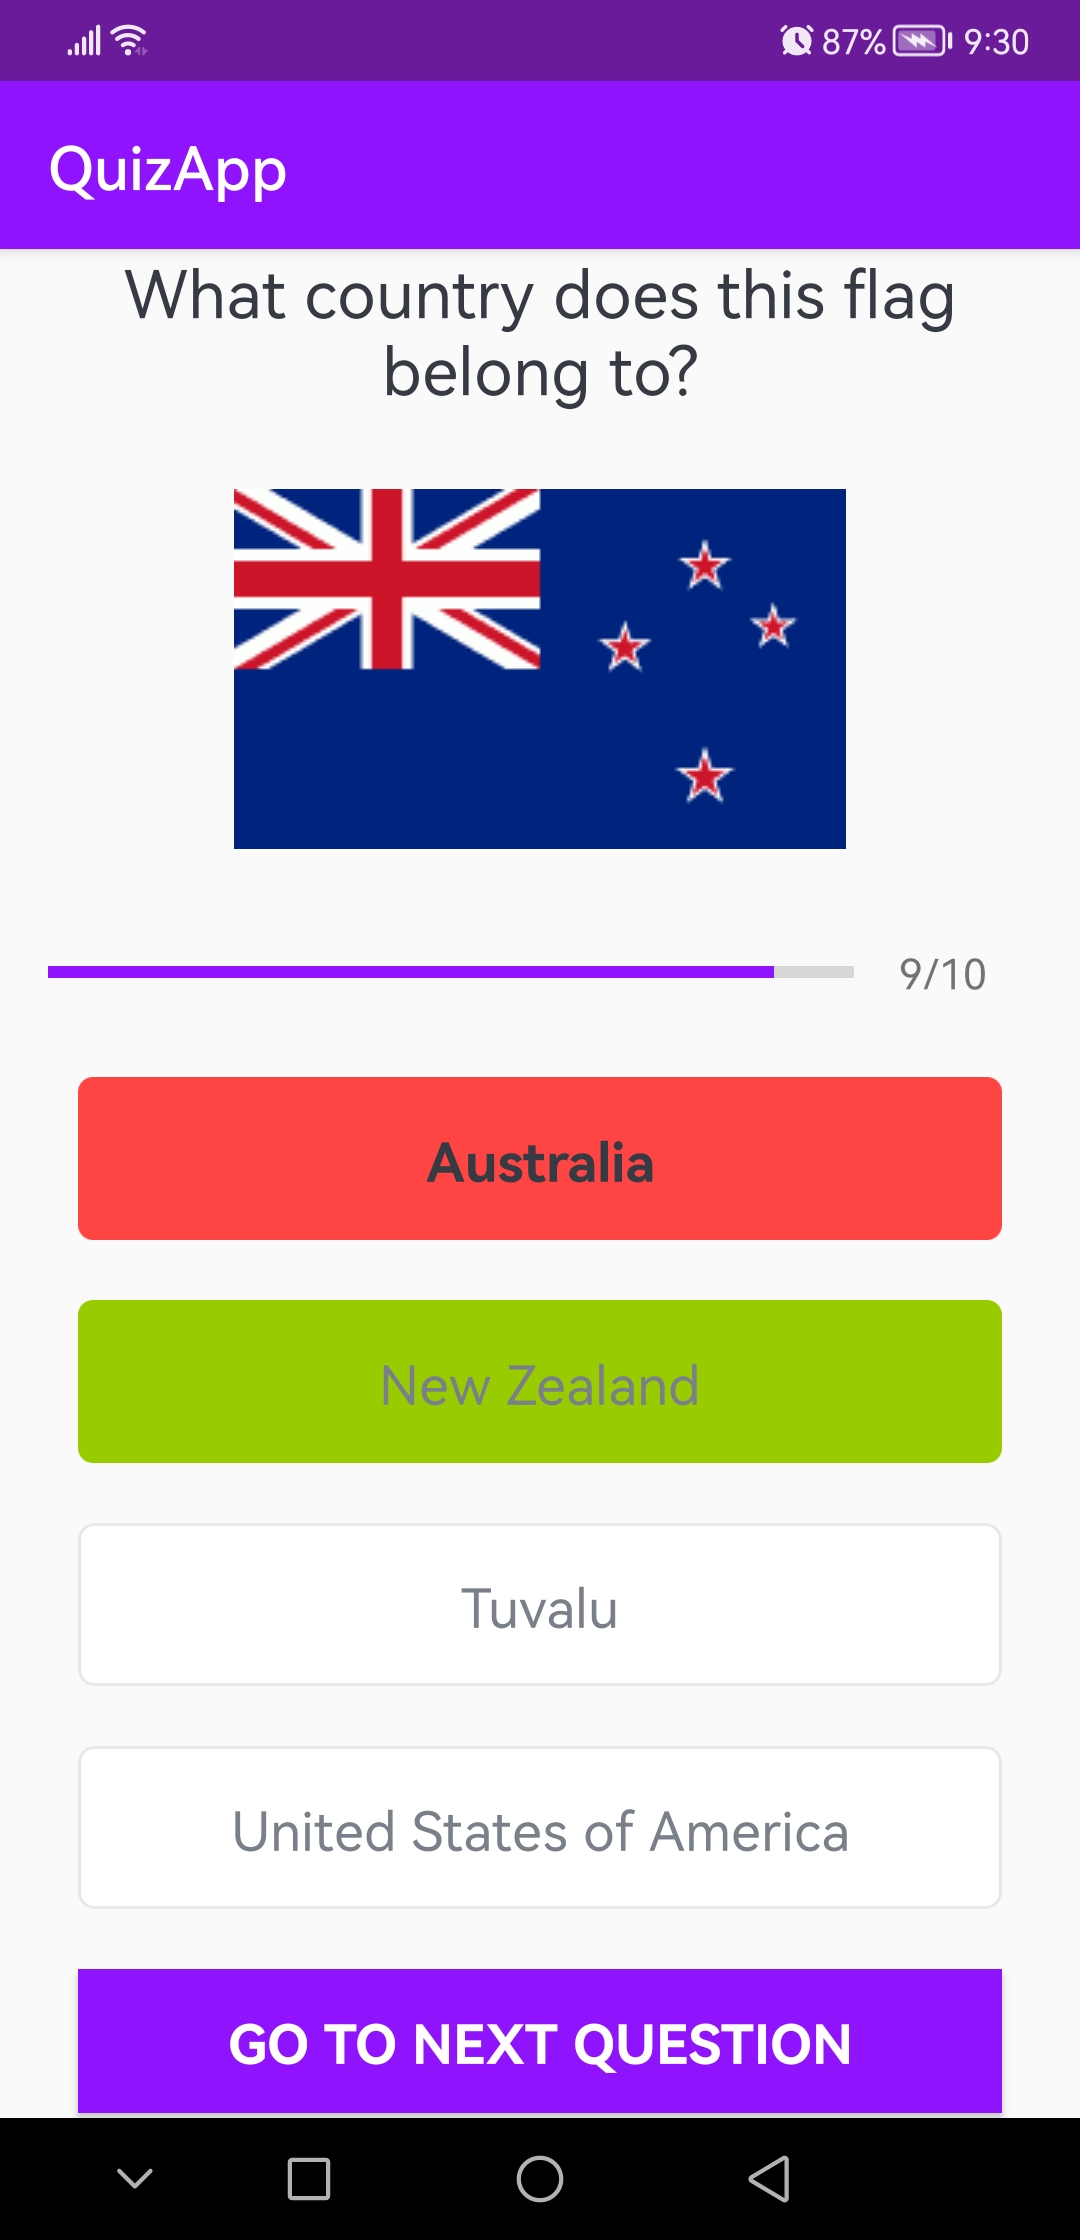 87% 9:30
QuizApp
What country does this flag
belong to?
9/10
Australia
New Zealand
Tuvalu
United States of America
GO TO NEXT QUESTION